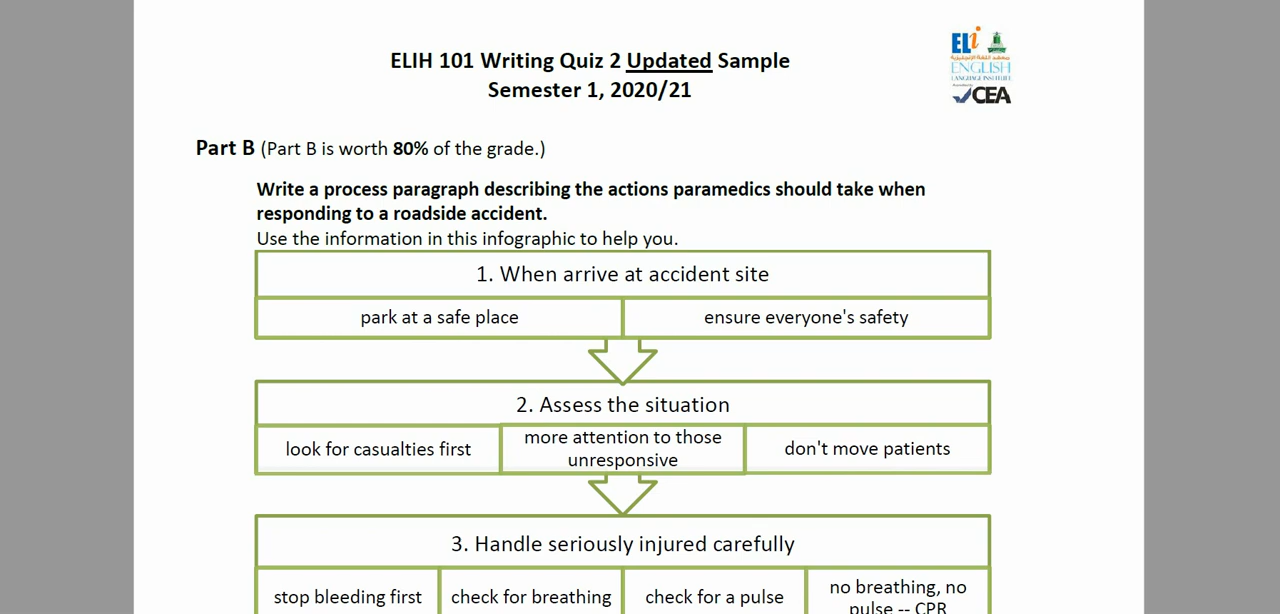 ELIH 101 Writing Quiz 2 Updated Sample
Semester 1, 2020/21
ELi
ENGLISH
LANGUAGE INSTITUTE
CEA
Part B (Part B is worth 80% of the grade.)
Write a process paragraph describing the actions paramedics should take when
responding to a roadside accident.
Use the information in this infographic to help you.
1. When arrive at accident site
park at a safe place
ensure everyone's safety
2. Assess the situation
look for casualties first
more attention to those
unresponsive
don't move patients
3. Handle seriously injured carefully
stop bleeding first
check for breathing
check for a pulse
no breathing, no
pulse -- CPR